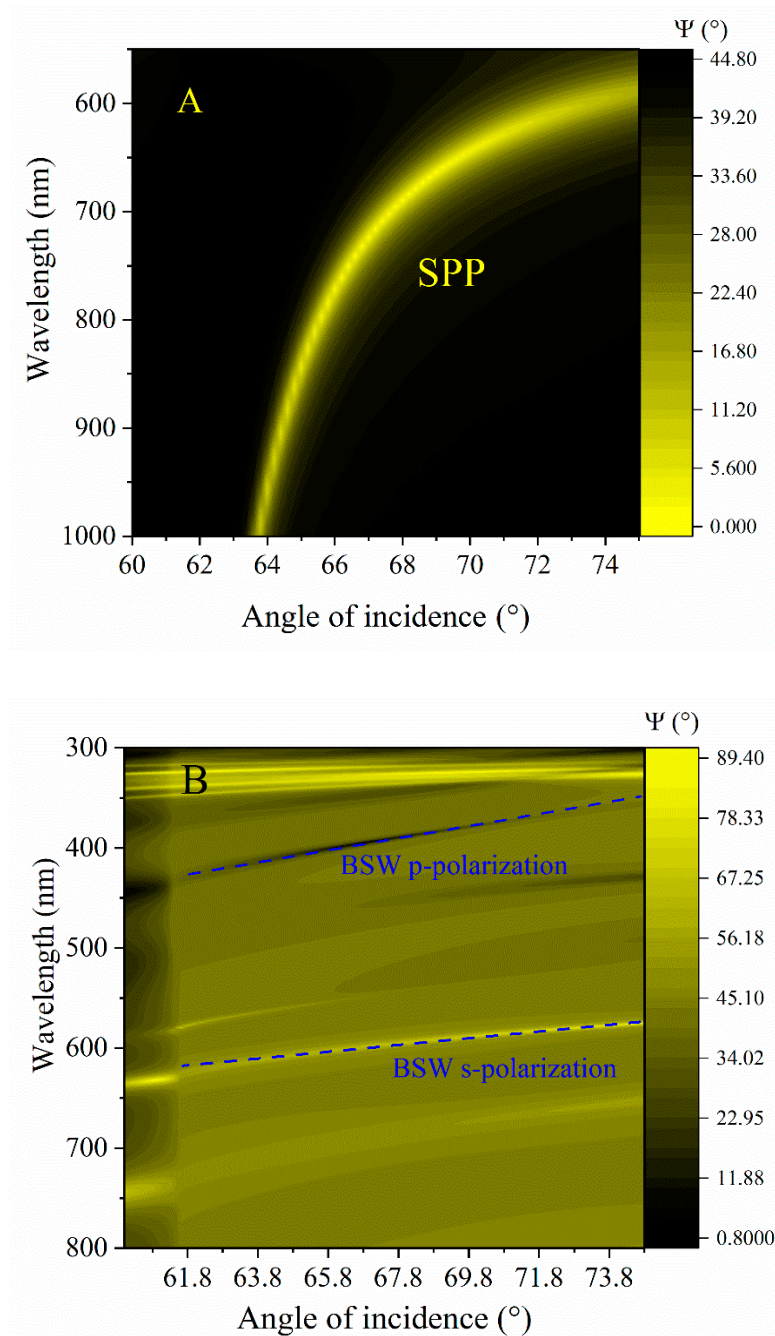 Ψ (°)
A
SPP
600
700
800
900
1000
Wavelength (nm)
60 62 64 66 68 70 72 74
Angle of incidence (°)
44.80
39.20
33.60
28.00
22.40
16.80
11.20
5.600
0.000
Ψ (°)
B
BSW p-polarization
BSW s-polarization
300
400
500
600
700
800
Wavelength (nm)
61.8 63.8 65.8 67.8 69.8 71.8 73.8
Angle of incidence (°)
89.40
78.33
67.25
56.18
45.10
34.02
22.95
11.88
0.8000